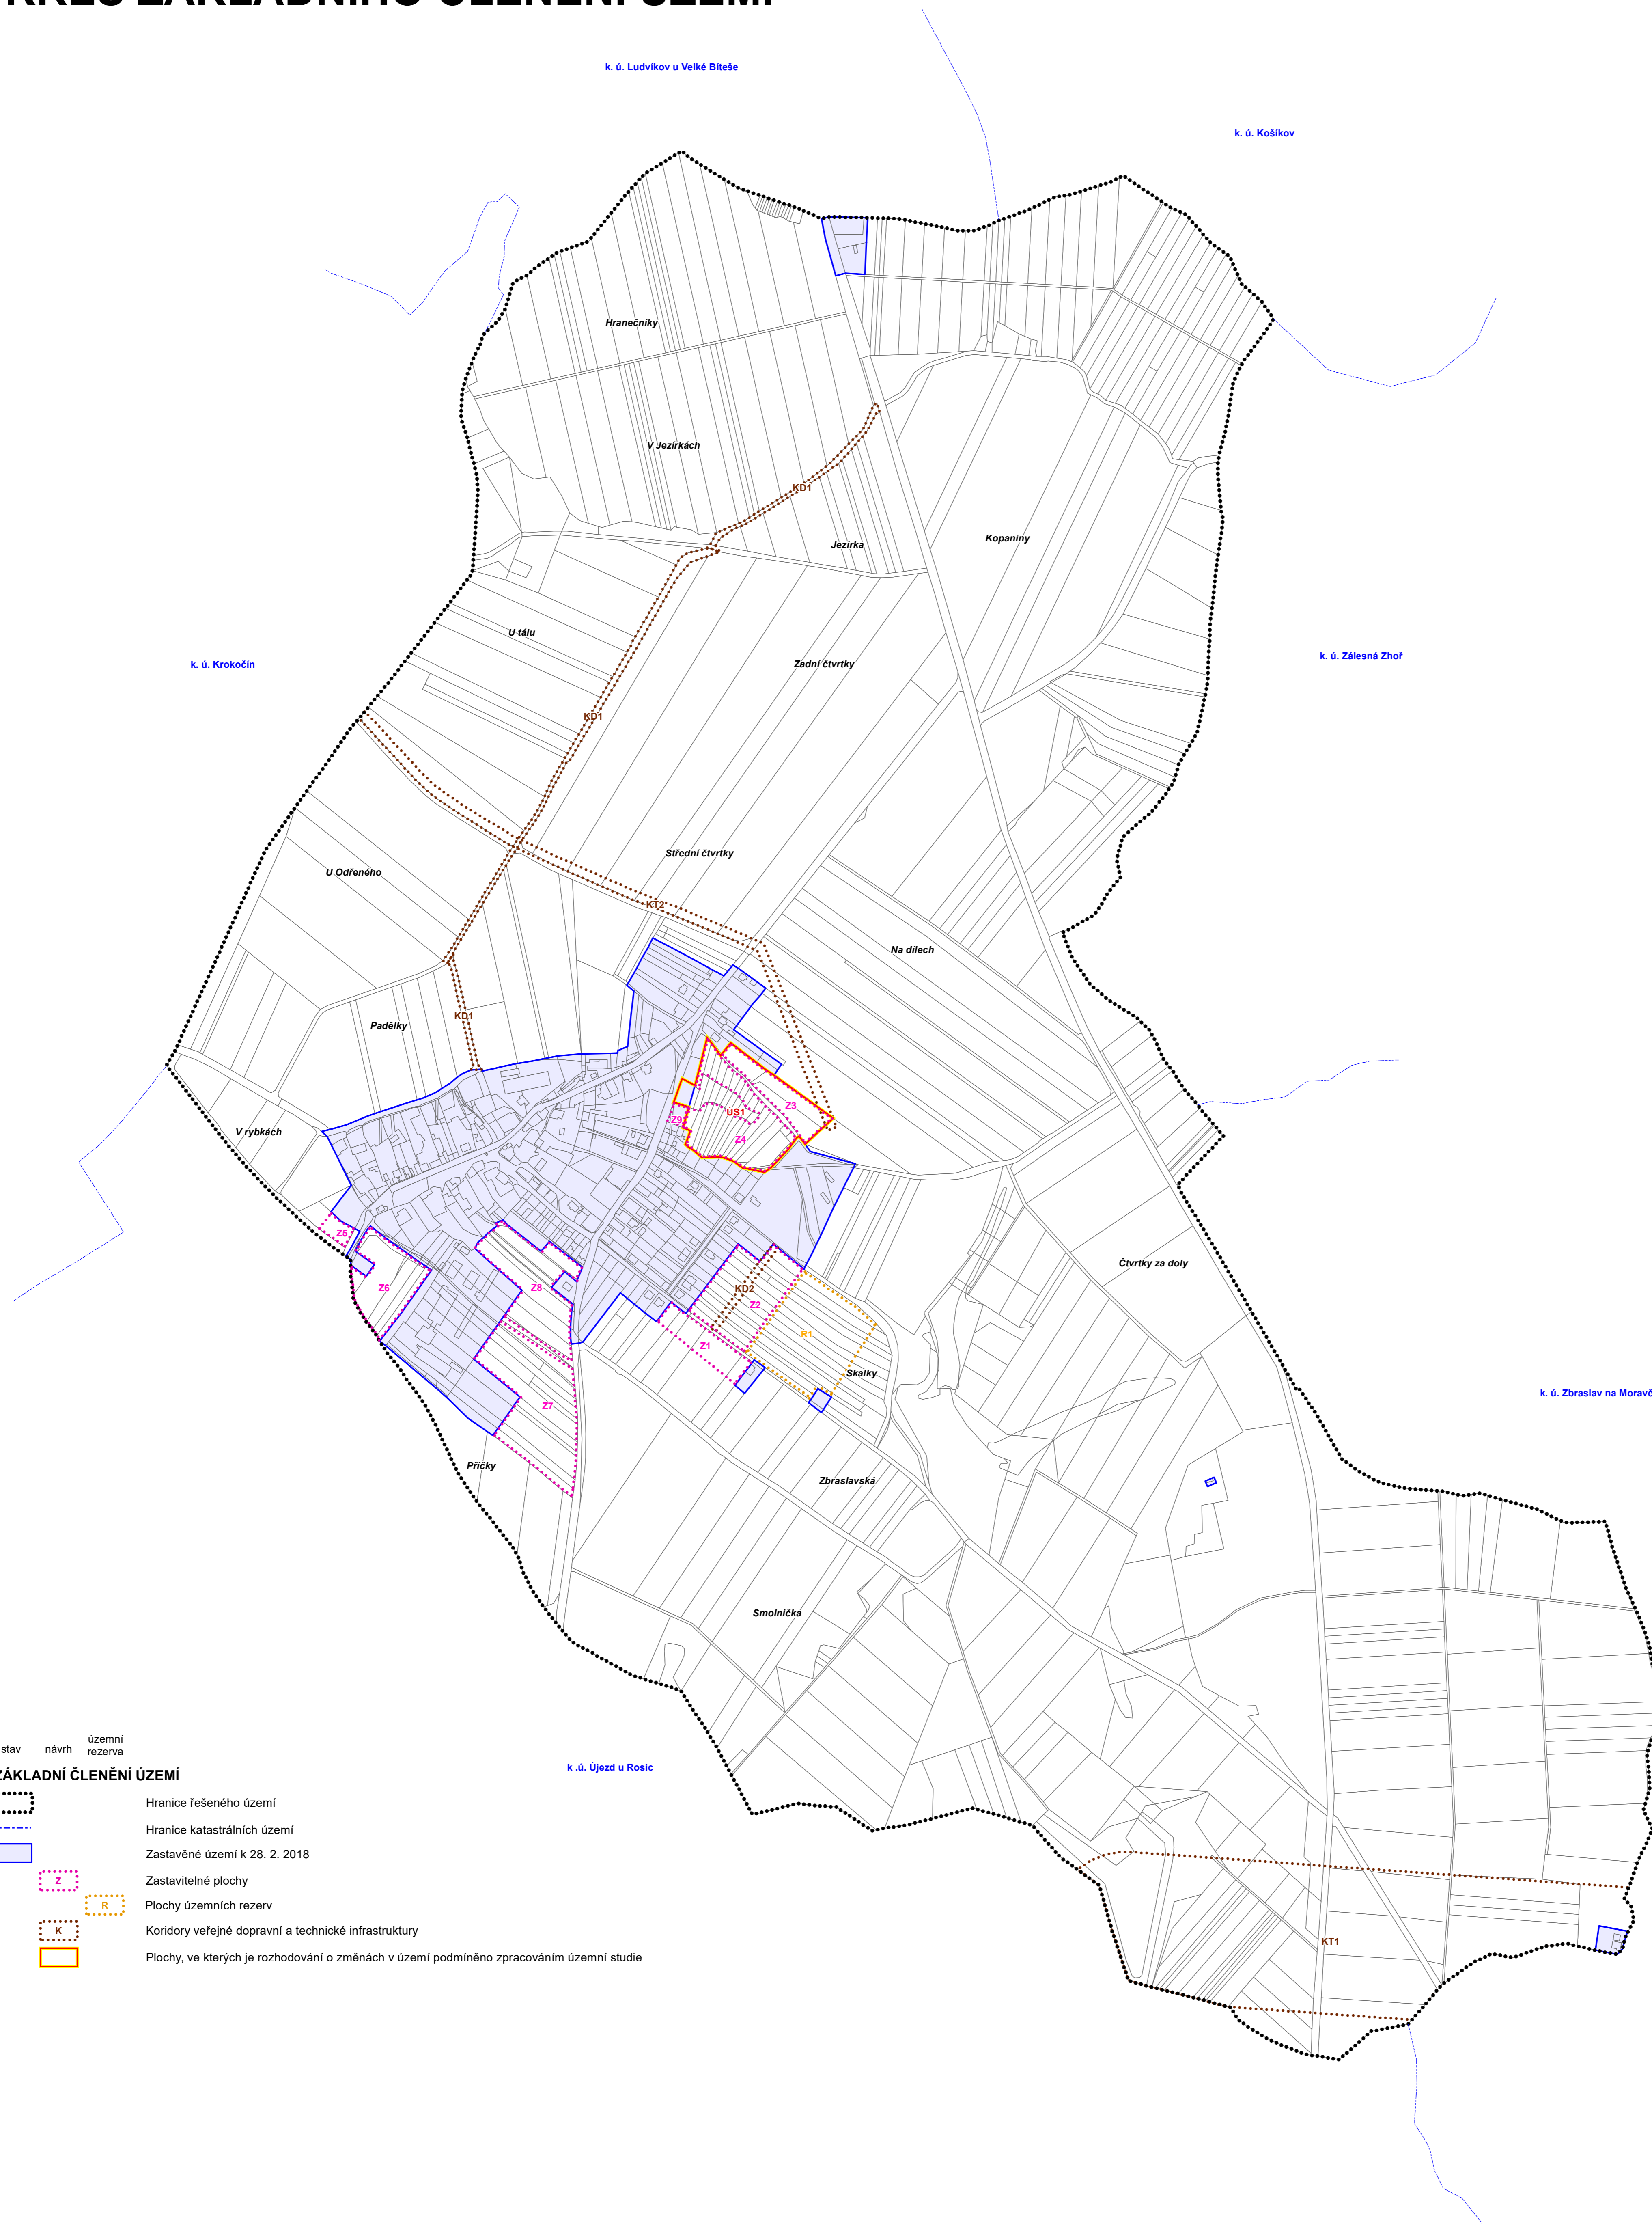 ZÁKLADNÍHO ČLENĚNÍ ÚZEMÍ
k. ú. Ludvíkov u Velké Bíteše
k. ú. Košíkov
Hranečníky
V Jezírkách
KD1
Jezírka
Kopaniny
U tálu
k. ú. Krokočín
Zadní čtvrtky
k. ú. Zálesná Zhoř
KD1
Střední čtvrtky
U Odřeného
KT2
Na dílech
KD1
Padělky
Z3
ÚS1
Z9
V rybkách
Z4
Z5
Čtvrtky za doly
Z6
Z8
KD2
Z2
R1
Z1
Skalky
k. ú. Zbraslav na Moravě
Z7
Příčky
Zbraslavská
Smolnička
k .ú. Újezd u Rosic
KT1
stav
návrh
územní
rezerva
ZÁKLADNÍ ČLENĚNÍ ÚZEMÍ
Hranice řešeného území
Hranice katastrálních území
Zastavěné území k 28. 2. 2018
Z
Zastavitelné plochy
R
Plochy územních rezerv
K
Koridory veřejné dopravní a technické infrastruktury
Plochy, ve kterých je rozhodování o změnách v území podmíněno zpracováním územní studie